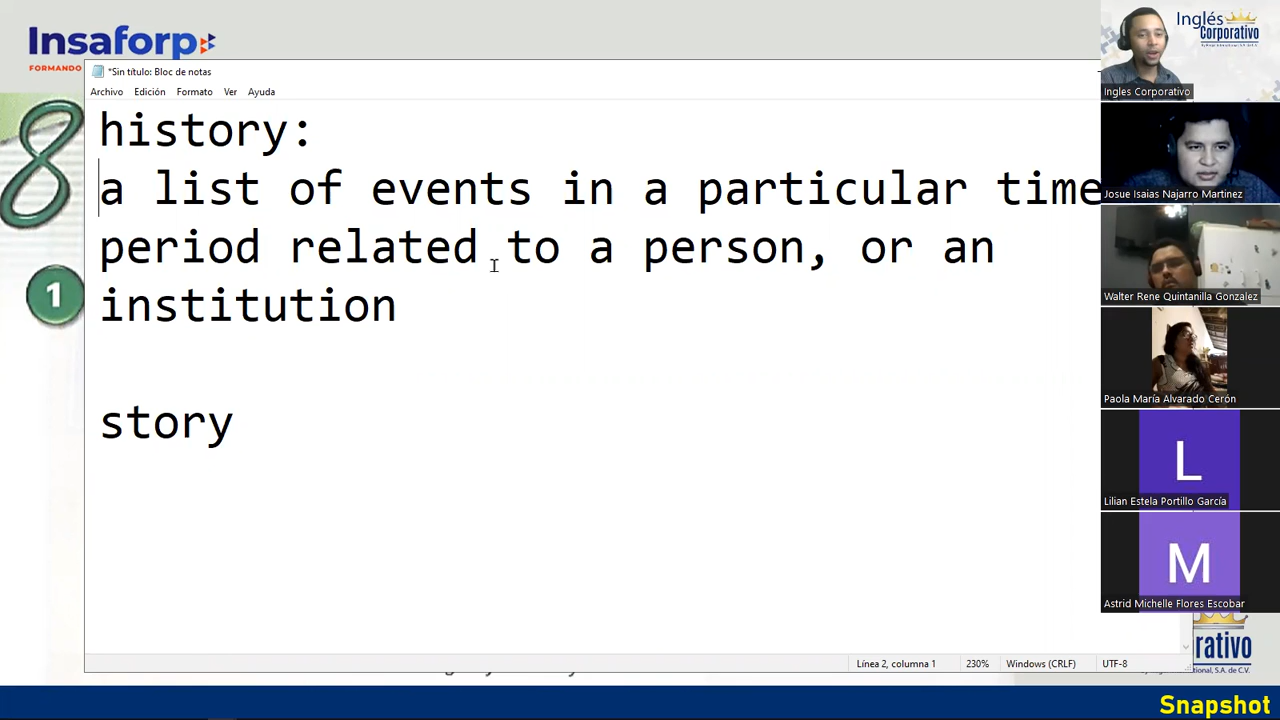 Insaforp
FORMANDO
*Sin título: Bloc de notas
Archivo Edición Formato Ver Ayuda
8
1
history:
a list of events in a particular time
period related to a person, or an
institution
story
Línea 2, columna 1 230% Windows (CRLF) UTF-8
Inglés
Corporativo
Ingles Corporativo
Josue Isaias Najarro Martinez
Walter Rene Quintanilla Gonzalez
Paola María Alvarado Cerón
L
Lilian Estela Portillo García
M
Astrid Michelle Flores Escobar
rativo
Snapshot